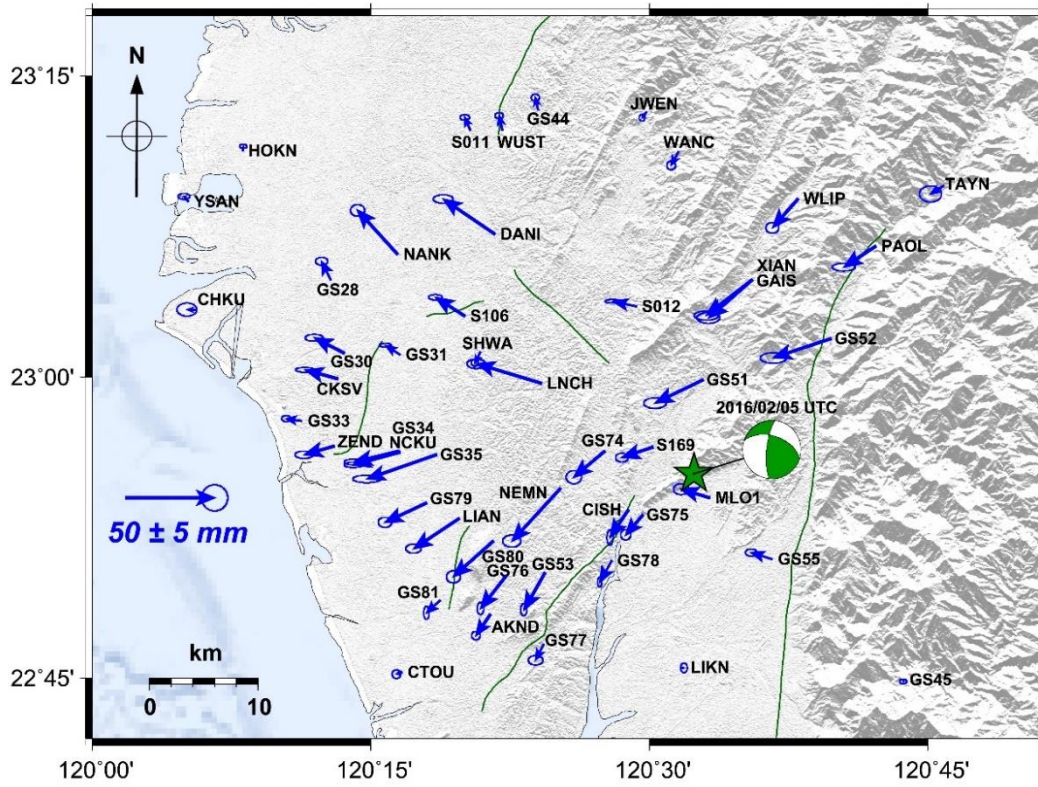 23°15'
23°00'
22°45'
N
GS44
JWEN
S011 WUST
WANC
HOKN
YSAN
TAYN
WLIP
DANI
NANK
PAOL
XIAN
GAIS
GS28
CHKU
S012
S106
SHWA
GS52
GS31
GS30
LNCH
CKSV
GS51
2016/02/05 UTC
GS33
GS34
ZEND
NCKU
GS74
S169
GS35
NEMN
MLO1
50 ± 5 mm
GS79
CISH
GS75
LIAN
GS80
GS76
GS53
GS78
GS55
GS81
AKND
GS77
km
CTOU
LIKN
GS45
0
10
120°00'
120°15'
120°30'
120°45'